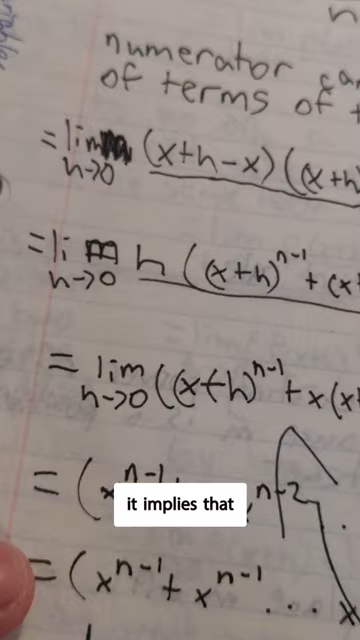 n
numerator
of terms of
= lim (x+h-x)((x+h)
h→0
= lim h((x+h)^{n-1} + (x
h→0
= lim ((x+h)^{n-1} + x(x
h→0
= (x^{n-1} n-2 .
it implies that
= (x^{n-1} + x^{n-1} ... x